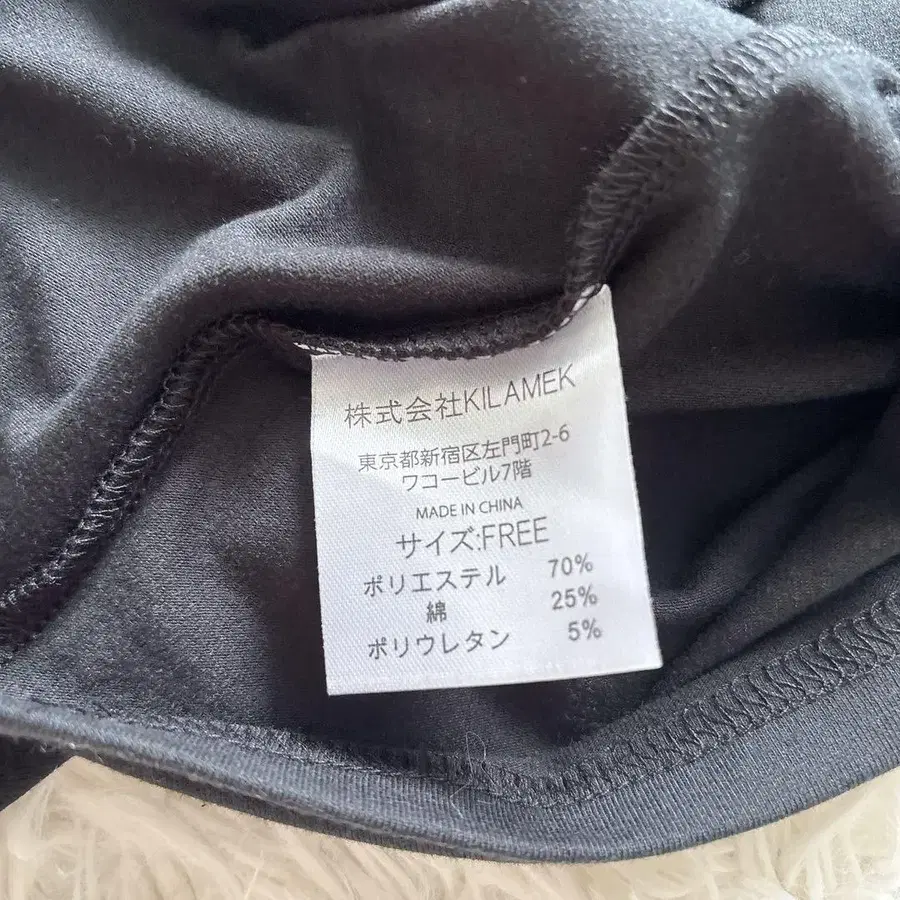 株式会社KILAMEK
東京都新宿区左門町2-6
ワコービル7階
MADE IN CHINA
サイズ:FREE
ポリエステル 70%
綿 25%
ポリウレタン 5%